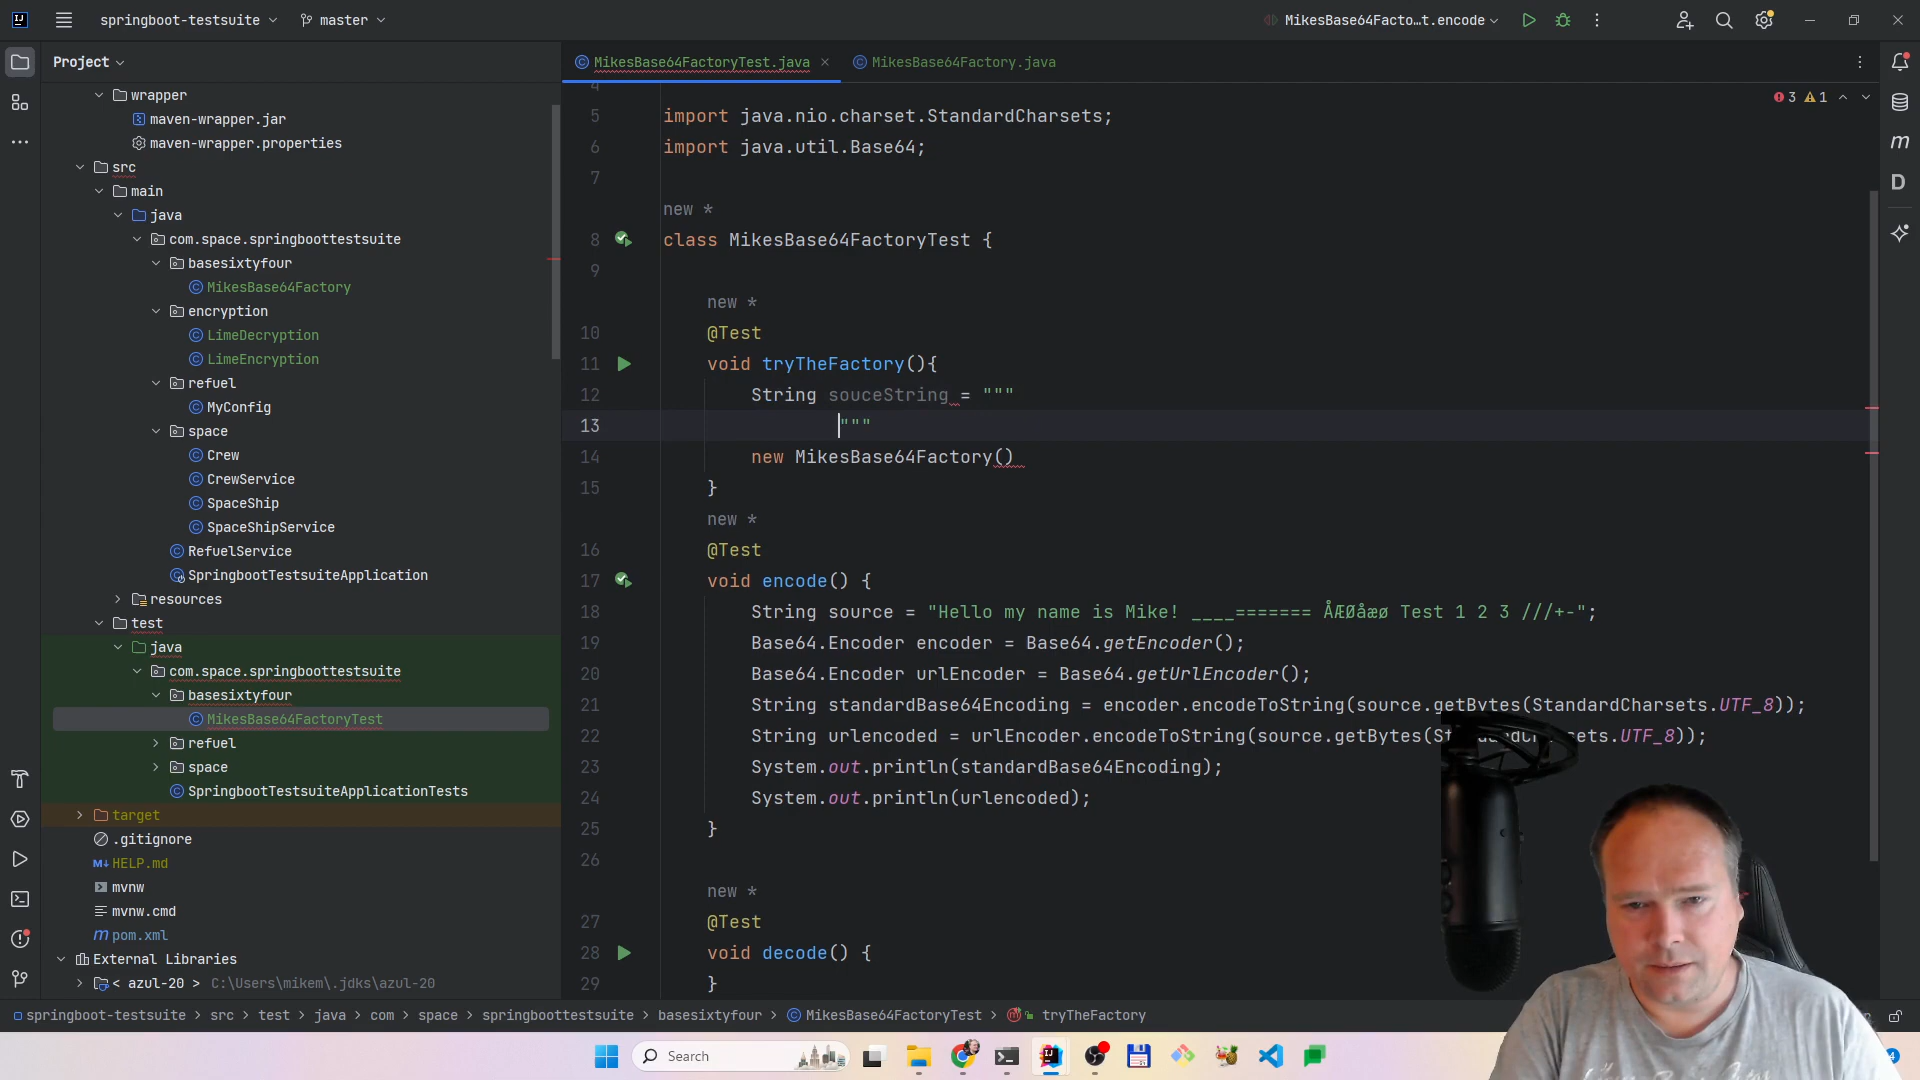 springboot-testsuite
master
MikesBase64Facto…t.encode
Project
MikesBase64FactoryTest.java
MikesBase64Factory.java
wrapper
maven-wrapper.jar
maven-wrapper.properties
src
main
java
com.space.springboottestsuite
basesixtyfour
MikesBase64Factory
encryption
LimeDecryption
LimeEncryption
refuel
MyConfig
space
Crew
CrewService
SpaceShip
SpaceShipService
RefuelService
SpringbootTestsuiteApplication
resources
test
java
com.space.springboottestsuite
basesixtyfour
MikesBase64FactoryTest
refuel
space
SpringbootTestsuiteApplicationTests
target
.gitignore
HELP.md
mvnw
mvnw.cmd
pom.xml
External Libraries
< azul-20 > C:\Users\mikem\.jdks\azul-20
3 1
4
5 import java.nio.charset.StandardCharsets;
6 import java.util.Base64;
7
new *
8 class MikesBase64FactoryTest {
9
new *
10 @Test
11 void tryTheFactory(){
12 String souceString = """
13 """
14 new MikesBase64Factory()
15 }
new *
16 @Test
17 void encode() {
18 String source = "Hello my name is Mike! ____======= ÅÆØåæø Test 1 2 3 ///+-";
19 Base64.Encoder encoder = Base64.getEncoder();
20 Base64.Encoder urlEncoder = Base64.getUrlEncoder();
21 String standardBase64Encoding = encoder.encodeToString(source.getBytes(StandardCharsets.UTF_8));
22 String urlencoded = urlEncoder.encodeToString(source.getBytes( .UTF_8));
23 System.out.println(standardBase64Encoding);
24 System.out.println(urlencoded);
25 }
26
new *
27 @Test
28 void decode() {
29 }
springboot-testsuite > src > test > java > com > space > springboottestsuite > basesixtyfour > MikesBase64FactoryTest > tryTheFactory
Search